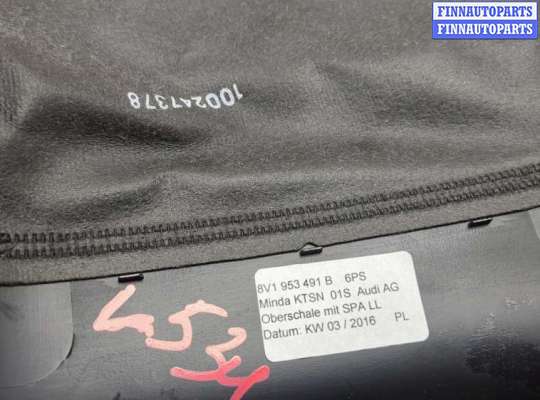 FINNAUTOPARTS
FINNAUTOPARTS
100247378
8V1 953 491 B 6PS
Minda KTSN 01S Audi AG
Oberschale mit SPA LL
Datum: KW 03 / 2016 PL